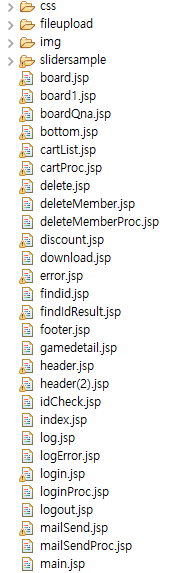 css
fileupload
img
slidersample
board.jsp
board1.jsp
boardQna.jsp
bottom.jsp
cartList.jsp
cartProc.jsp
delete.jsp
deleteMember.jsp
deleteMemberProc.jsp
discount.jsp
download.jsp
error.jsp
findid.jsp
findIdResult.jsp
footer.jsp
gamedetail.jsp
header.jsp
header(2).jsp
idCheck.jsp
index.jsp
log.jsp
logError.jsp
login.jsp
loginProc.jsp
logout.jsp
mailSend.jsp
mailSendProc.jsp
main.jsp